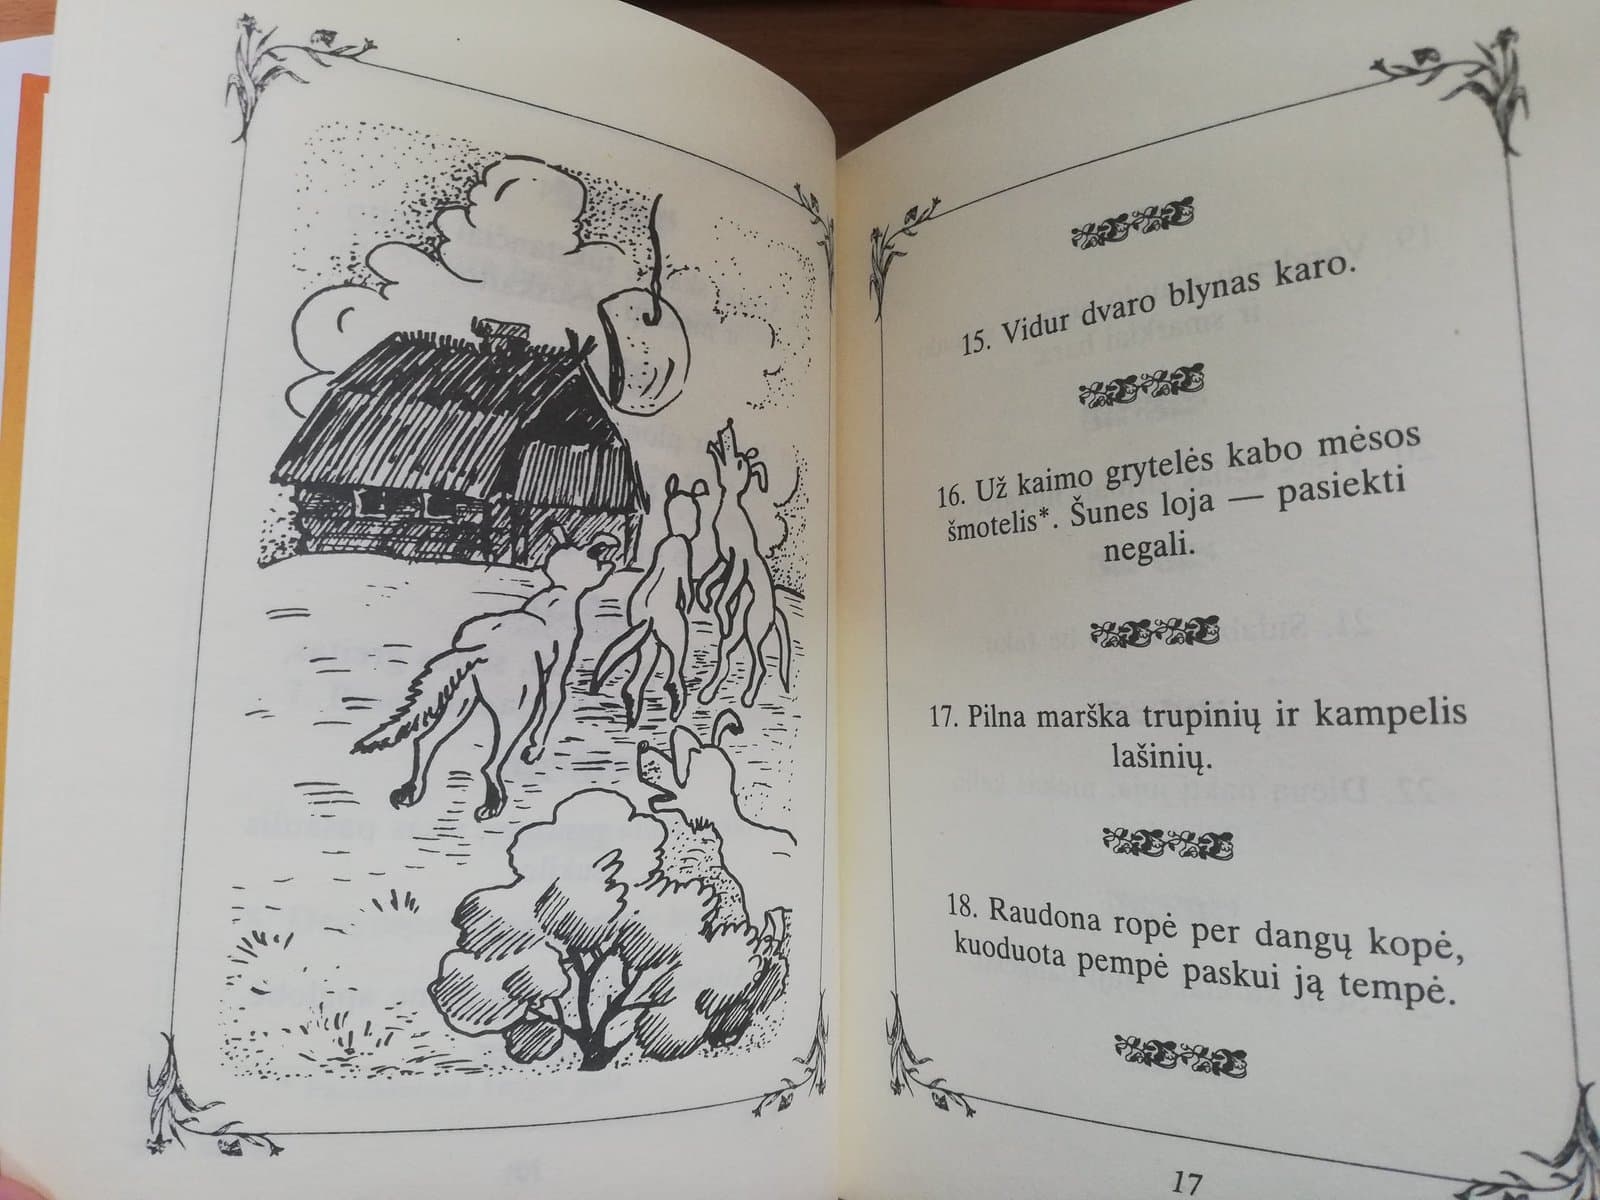 15. Vidur dvaro blynas karo.
16. Už kaimo grytelės kabo mėsos
šmotelis*. Šunes loja — pasiekti
negali.
17. Pilna marška trupinių ir kampelis
lašinių.
18. Raudona ropė per dangų kopė,
kuoduota pempė paskui ją tempė.
17